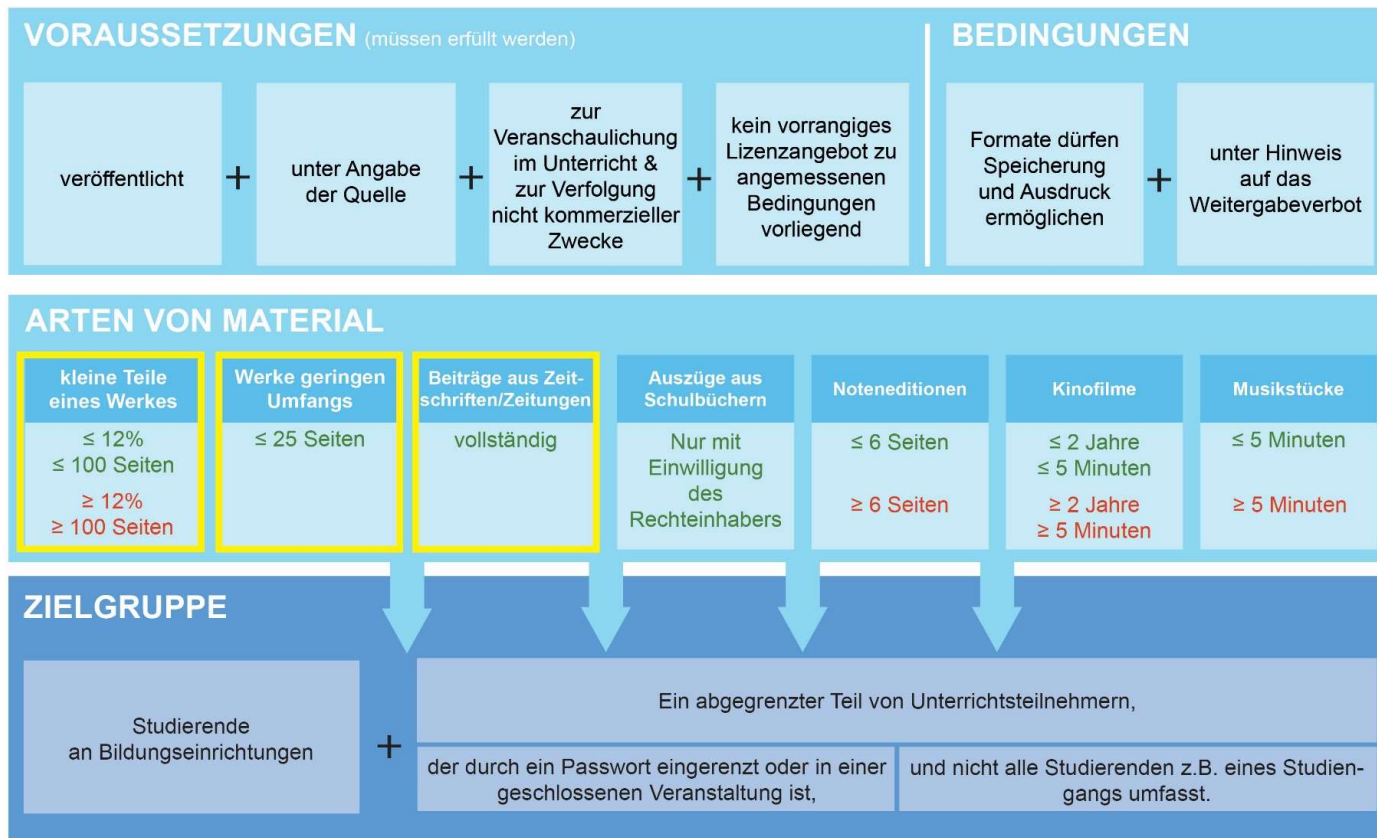 VORAUSSETZUNGEN (müssen erfüllt werden)
veröffentlicht
+
unter Angabe
der Quelle
+
zur
Veranschaulichung
im Unterricht &
zur Verfolgung
nicht kommerzieller
Zwecke
+
kein vorrangiges
Lizenzangebot zu
angemessenen
Bedingungen
vorliegend
BEDINGUNGEN
Formate dürfen
Speicherung
und Ausdruck
ermöglichen
+
unter Hinweis
auf das
Weitergabeverbot
ARTEN VON MATERIAL
kleine Teile
eines Werkes
≤ 12%
≤ 100 Seiten
≥ 12%
≥ 100 Seiten
Werke geringen
Umfangs
≤ 25 Seiten
Beiträge aus Zeit-
schriften/Zeitungen
vollständig
Auszüge aus
Schulbüchern
Nur mit
Einwilligung
des
Rechteinhabers
Noteneditionen
≤ 6 Seiten
≥ 6 Seiten
Kinofilme
≤ 2 Jahre
≤ 5 Minuten
≥ 2 Jahre
≥ 5 Minuten
Musikstücke
≤ 5 Minuten
≥ 5 Minuten
ZIELGRUPPE
Studierende
an Bildungseinrichtungen
+
Ein abgegrenzter Teil von Unterrichtsteilnehmern,
der durch ein Passwort eingerenzt oder in einer
geschlossenen Veranstaltung ist,
und nicht alle Studierenden z.B. eines Studien-
gangs umfasst.